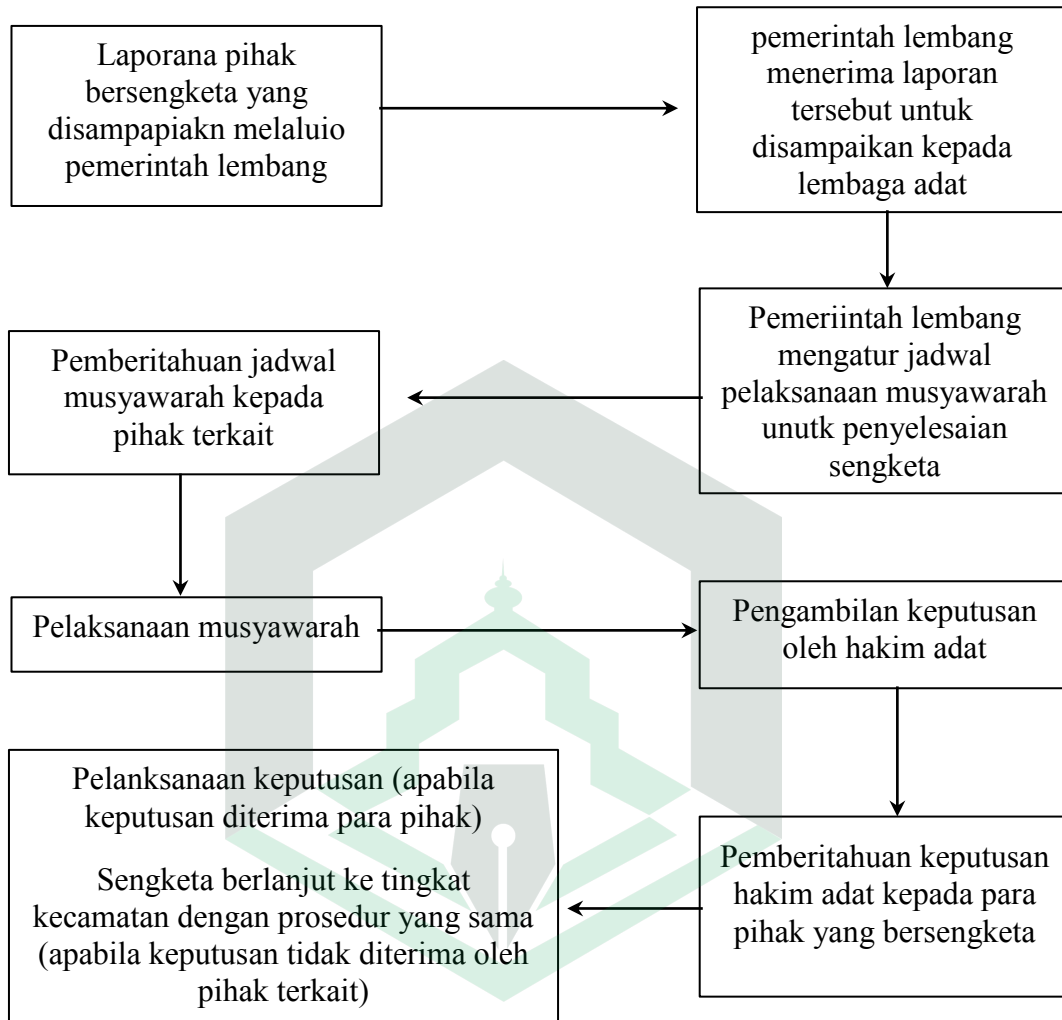 Laporana pihak
bersengketa yang
disampapiakn melaluio
pemerintah lembang
pemerintah lembang
menerima laporan
tersebut untuk
disampaikan kepada
lembaga adat
Pemeriintah lembang
mengatur jadwal
pelaksanaan musyawarah
unutk penyelesaian
sengketa
Pemberitahuan jadwal
musyawarah kepada
pihak terkait
Pelaksanaan musyawarah
Pengambilan keputusan
oleh hakim adat
Pemberitahuan keputusan
hakim adat kepada para
pihak yang bersengketa
Pelanksanaan keputusan (apabila
keputusan diterima para pihak)
Sengketa berlanjut ke tingkat
kecamatan dengan prosedur yang sama
(apabila keputusan tidak diterima oleh
pihak terkait)